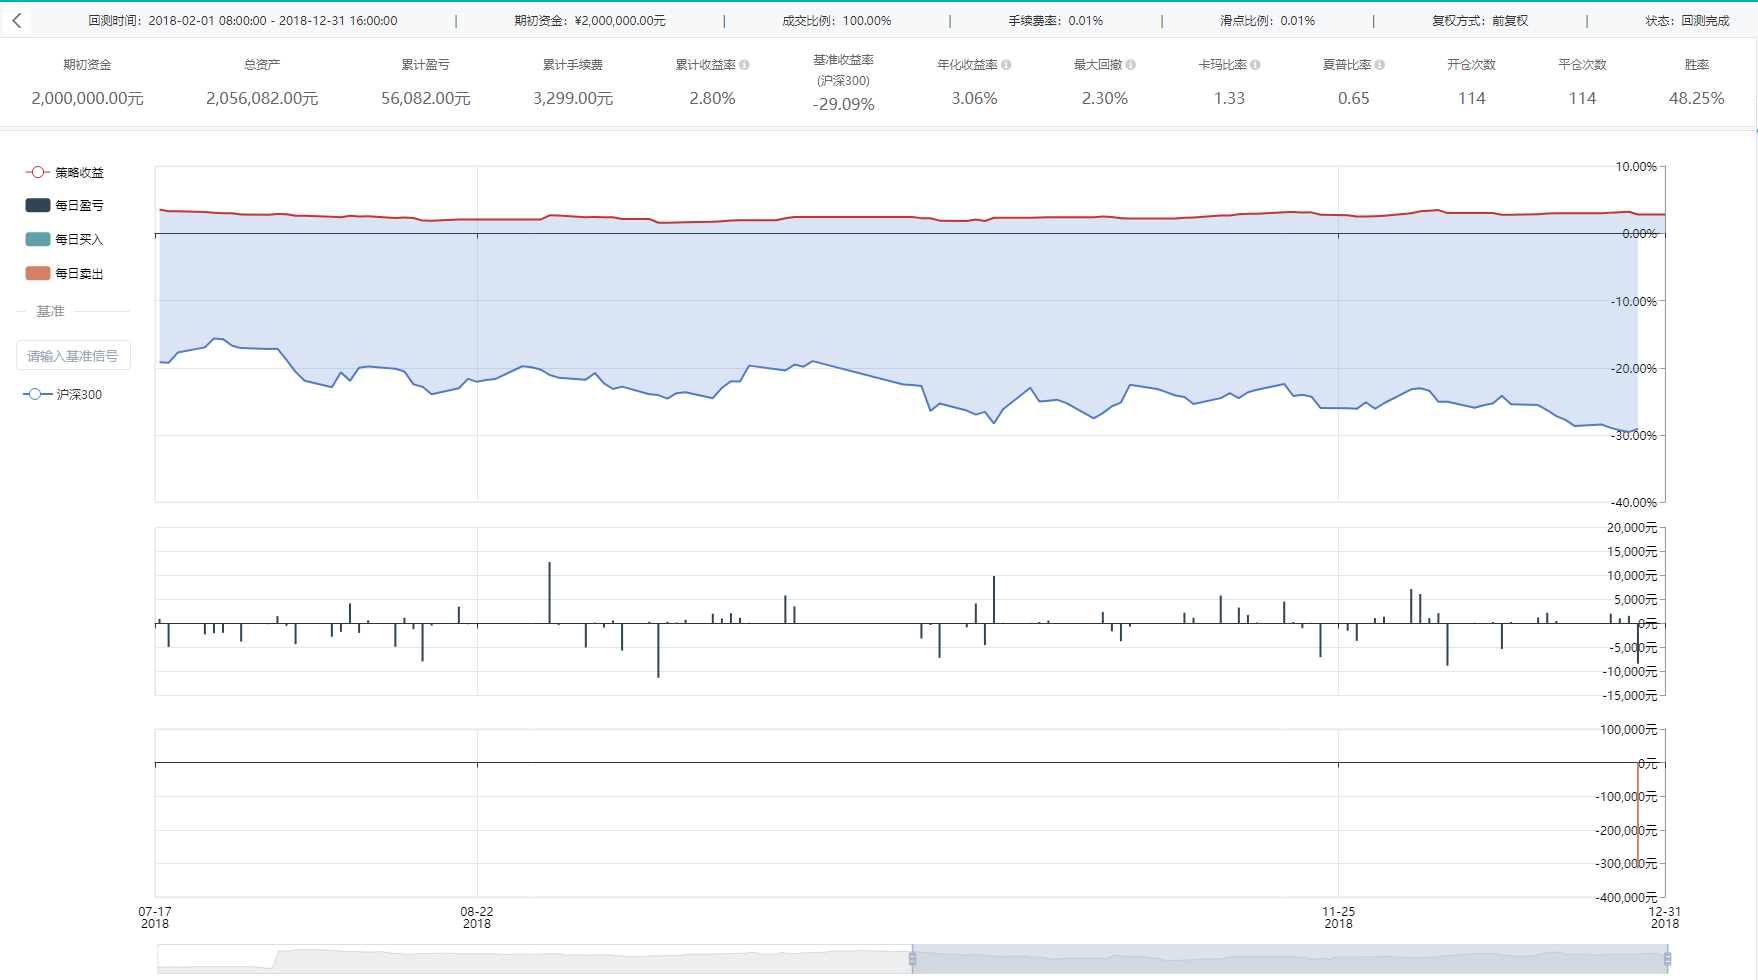 回测时间：2018-02-01 08:00:00 - 2018-12-31 16:00:00 | 期初资金：¥2,000,000.00元 | 成交比例：100.00% | 手续费率：0.01% | 滑点比例：0.01% | 复权方式：前复权 | 状态：回测完成
期初资金 总资产 累计盈亏 累计手续费 累计收益率 基准收益率 年化收益率 最大回撤 卡玛比率 夏普比率 开仓次数 平仓次数 胜率
(沪深300)
2,000,000.00元 2,056,082.00元 56,082.00元 3,299.00元 2.80% -29.09% 3.06% 2.30% 1.33 0.65 114 114 48.25%
策略收益
每日盈亏
每日买入
每日卖出
基准
请输入基准信号
沪深300
10.00%
0.00%
-10.00%
-20.00%
-30.00%
-40.00%
20,000元
15,000元
10,000元
5,000元
0元
-5,000元
-10,000元
-15,000元
100,000元
0元
-100,000元
-200,000元
-300,000元
-400,000元
07-17 08-22 11-25 12-31
2018 2018 2018 2018